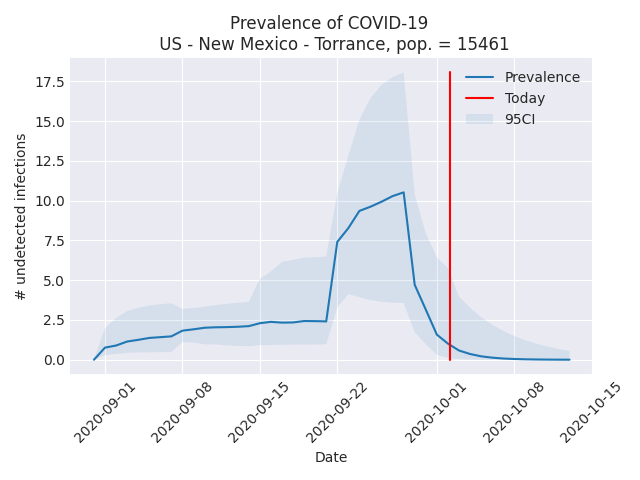 Prevalence of COVID-19
US - New Mexico - Torrance, pop. = 15461
17.5
15.0
12.5
10.0
7.5
5.0
2.5
0.0
# undetected infections
Prevalence
Today
95CI
2020-09-01
2020-09-08
2020-09-15
2020-09-22
2020-10-01
2020-10-08
2020-10-15
Date